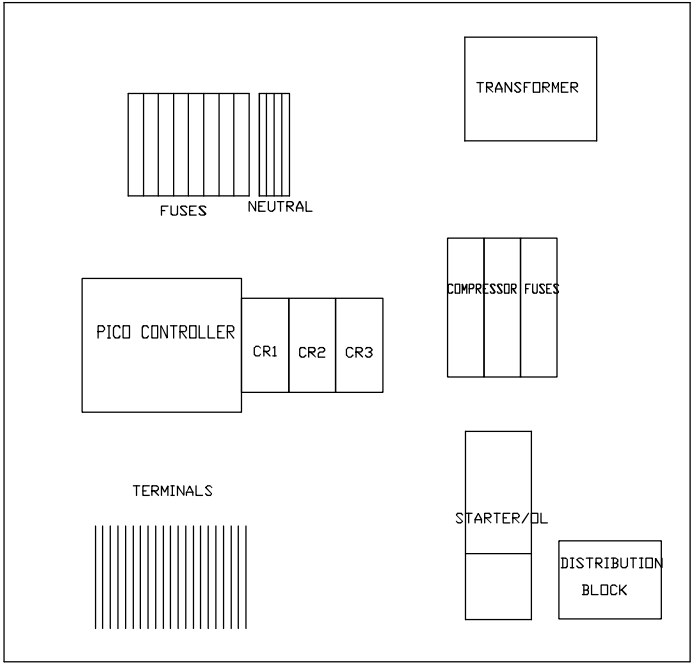 TRANSFORMER
FUSES
NEUTRAL
COMPRESSOR FUSES
PICO CONTROLLER
CR1
CR2
CR3
TERMINALS
STARTER/OL
DISTRIBUTION
BLOCK